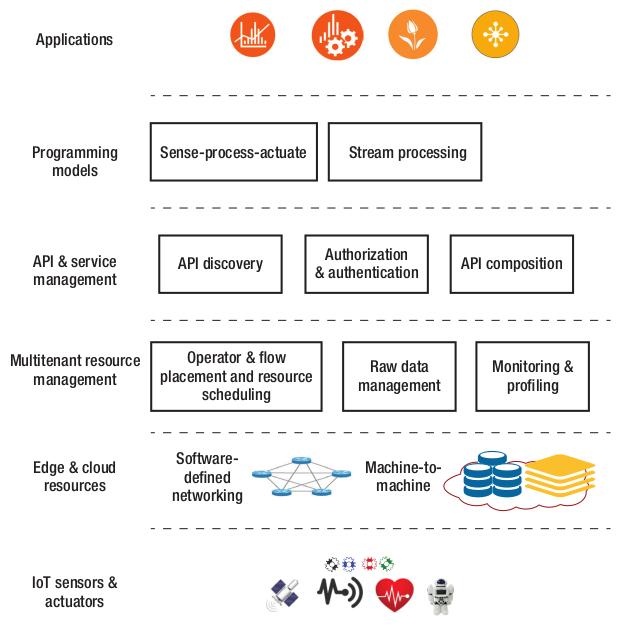 Applications
Programming
models
Sense-process-actuate
Stream processing
API & service
management
API discovery
Authorization
& authentication
API composition
Multitenant resource
management
Operator & flow
placement and resource
scheduling
Raw data
management
Monitoring &
profiling
Edge & cloud
resources
Software-
defined
networking
Machine-to-
machine
IoT sensors &
actuators